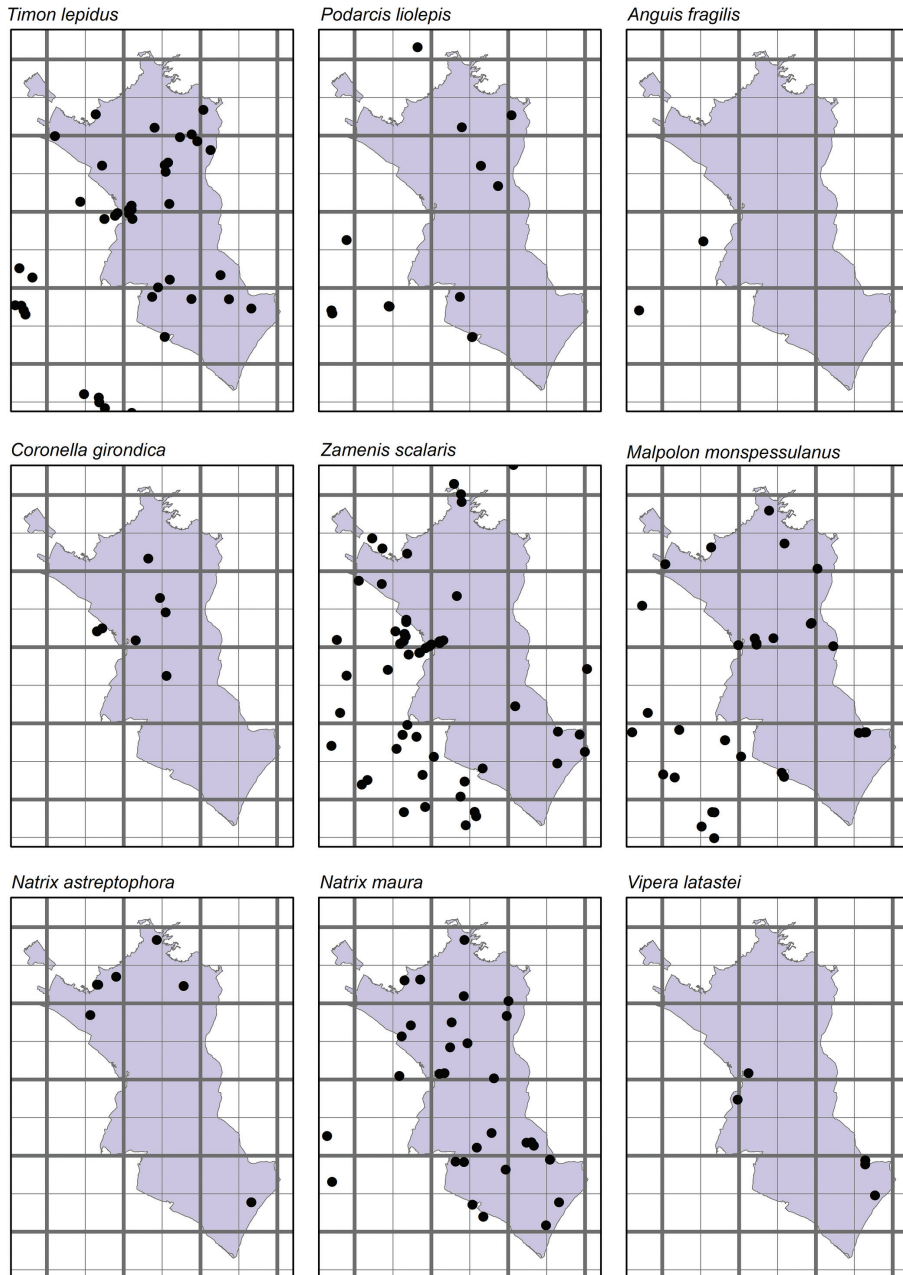 Timon lepidus
Podarcis liolepis
Anguis fragilis
Coronella girondica
Zamenis scalaris
Malpolon monspessulanus
Natrix astreptophora
Natrix maura
Vipera latastei